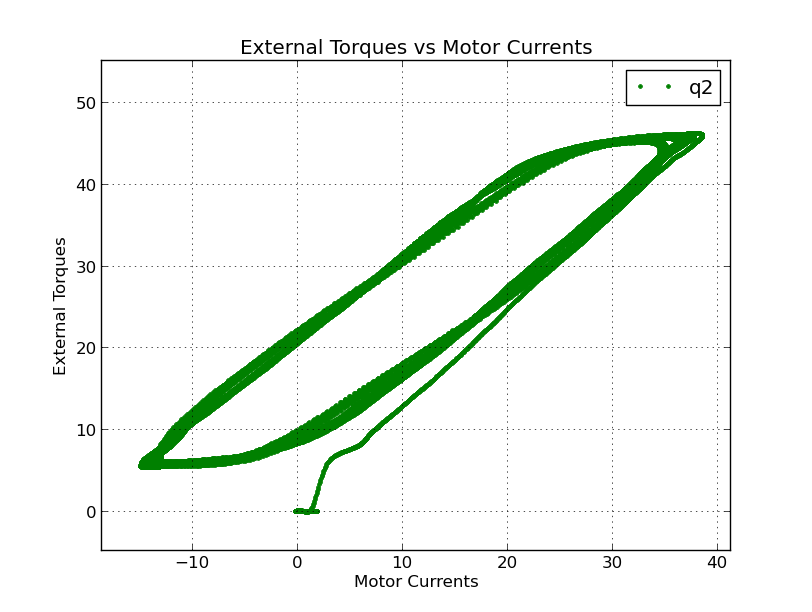 External Torques vs Motor Currents
q2
External Torques
50
40
30
20
10
0
−10 0 10 20 30 40
Motor Currents